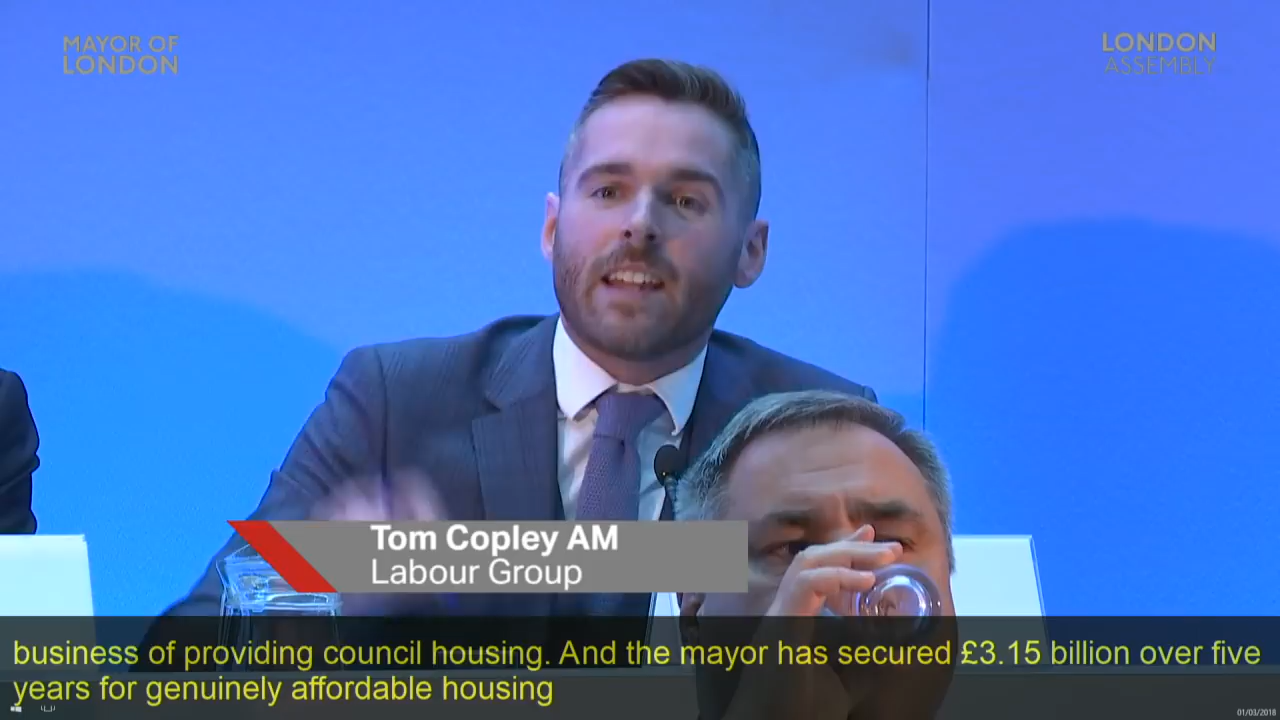 MAYOR OF
LONDON
LONDON
ASSEMBLY
Tom Copley AM
Labour Group
business of providing council housing. And the mayor has secured £3.15 billion over five
years for genuinely affordable housing
01/03/2018